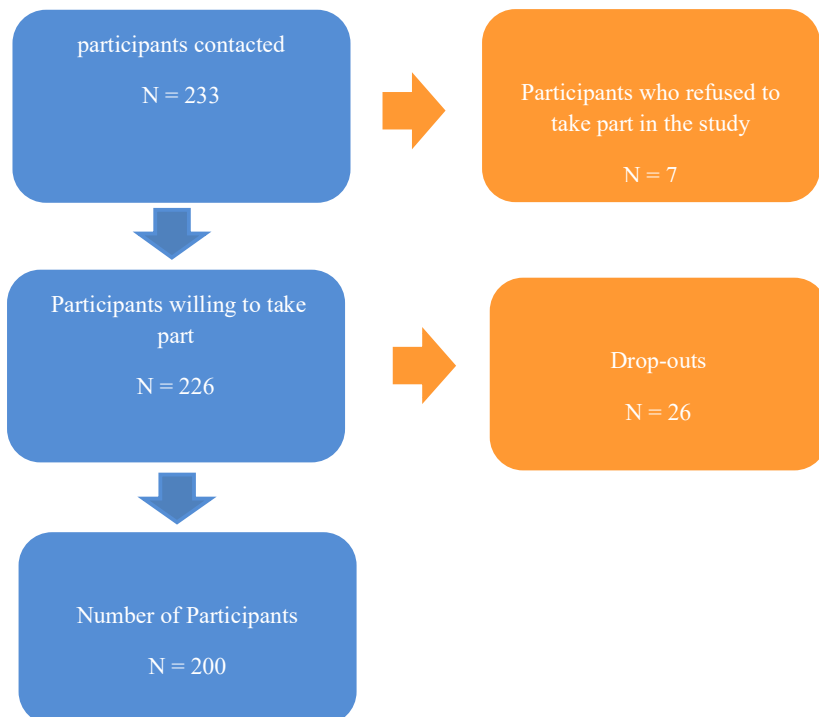 participants contacted
N = 233
Participants who refused to
take part in the study
N = 7
Participants willing to take
part
N = 226
Drop-outs
N = 26
Number of Participants
N = 200